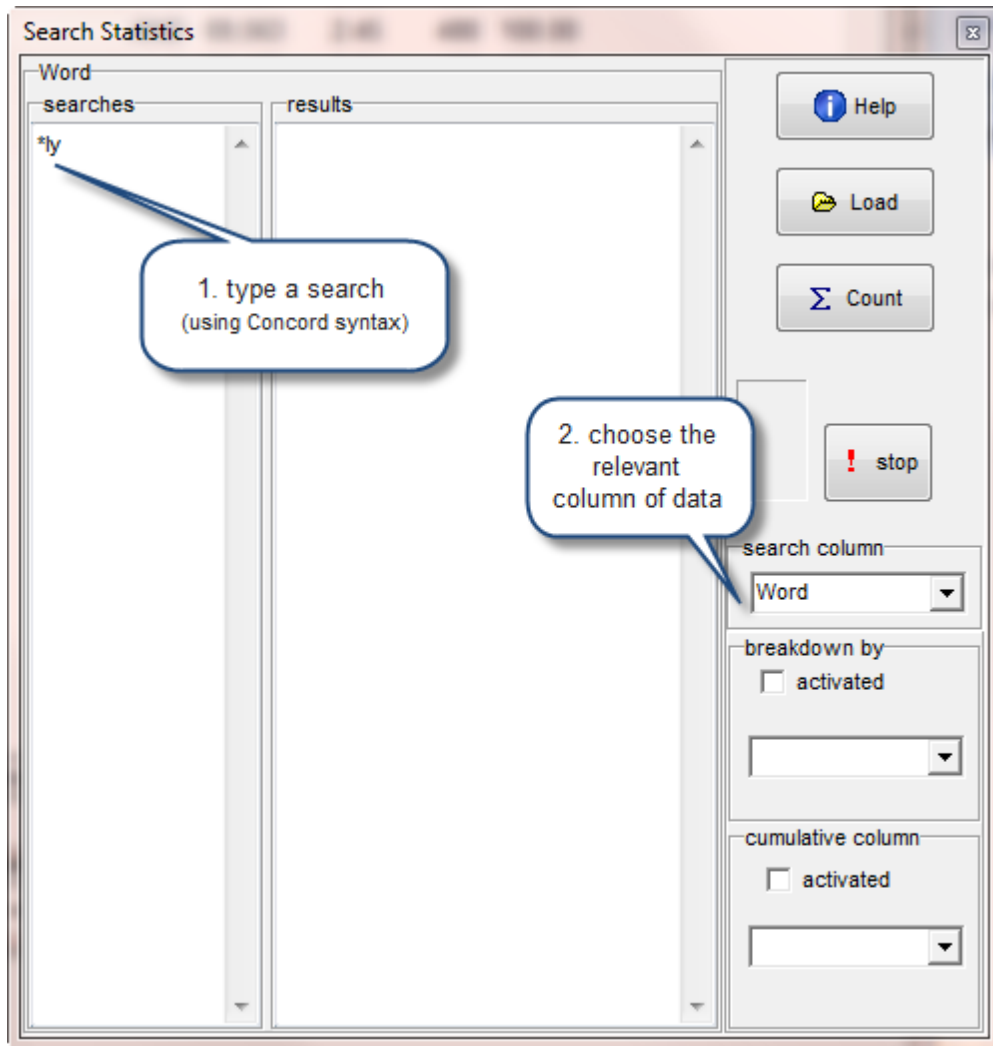 Search Statistics
Word
searches
results
*ly
1. type a search
(using Concord syntax)
Help
Load
Σ Count
2. choose the
relevant
column of data
! stop
search column
Word
breakdown by
activated
cumulative column
activated